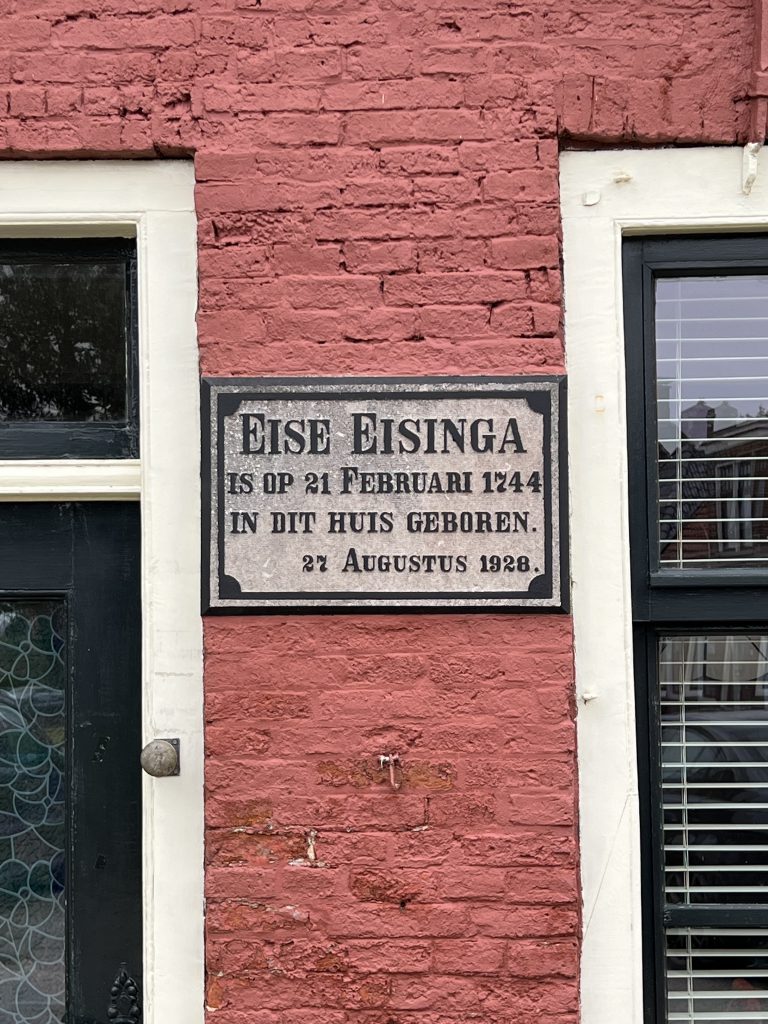 EISE EISINGA
IS OP 21 FEBRUARI 1744
IN DIT HUIS GEBOREN.
27 AUGUSTUS 1928.